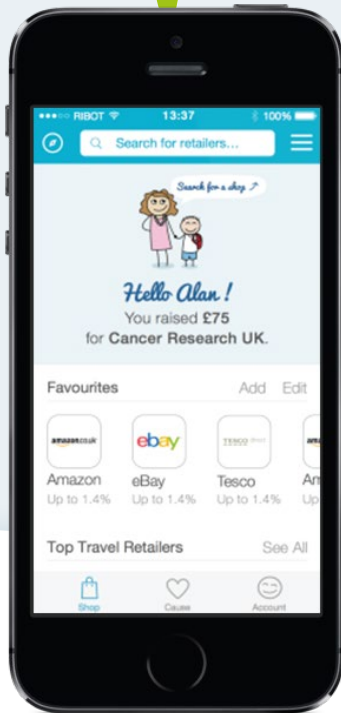 RIBOT 13:37 100%
Search for retailers...
Search for a shop
Hello Alan !
You raised £75
for Cancer Research UK.
Favourites Add Edit
amazon.co.uk ebay TESCO direct
Amazon eBay Tesco
Up to 1.4% Up to 1.4% Up to 1.4% Up
Top Travel Retailers See All
Shop Cause Account